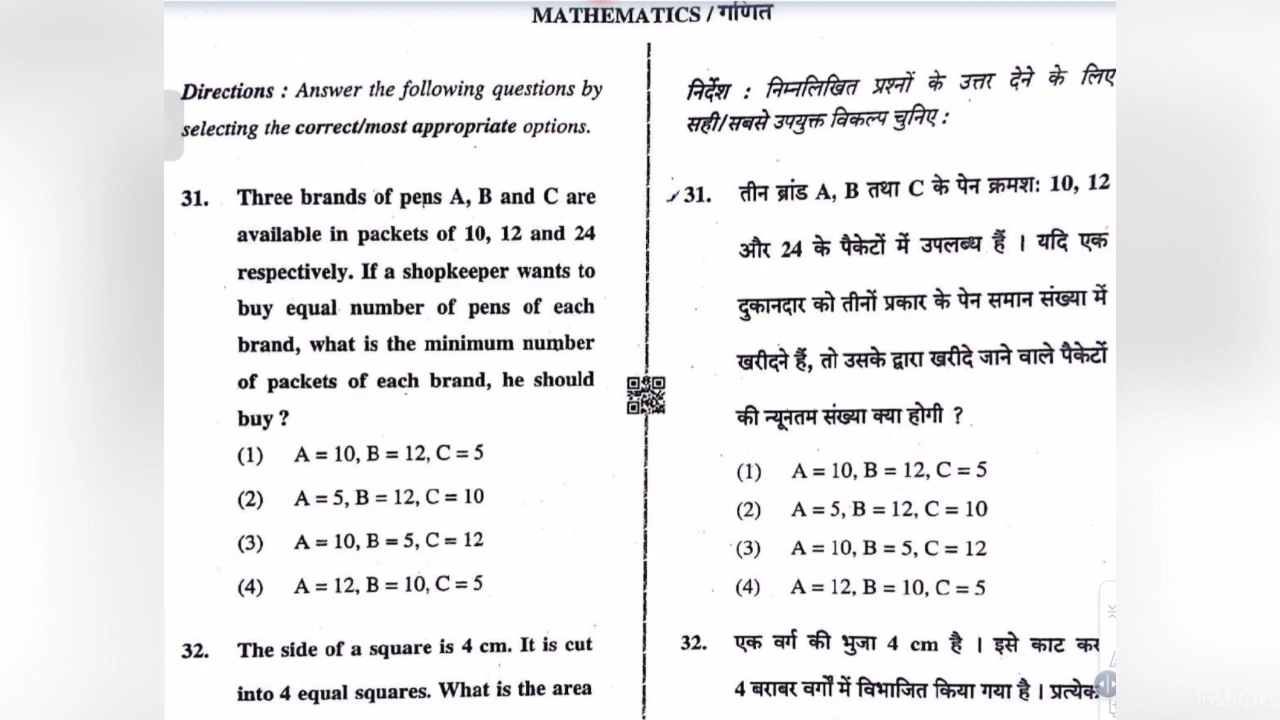 MATHEMATICS / गणित
Directions : Answer the following questions by
selecting the correct/most appropriate options.
31. Three brands of pens A, B and C are
available in packets of 10, 12 and 24
respectively. If a shopkeeper wants to
buy equal number of pens of each
brand, what is the minimum number
of packets of each brand, he should
buy ?
(1) A = 10, B = 12, C = 5
(2) A = 5, B = 12, C = 10
(3) A = 10, B = 5, C = 12
(4) A = 12, B = 10, C = 5
32. The side of a square is 4 cm. It is cut
into 4 equal squares. What is the area
निर्देश : निम्नलिखित प्रश्नों के उत्तर देने के लिए
सही/सबसे उपयुक्त विकल्प चुनिए :
31. तीन ब्रांड A, B तथा C के पेन क्रमशः 10, 12
और 24 के पैकेटों में उपलब्ध हैं । यदि एक
दुकानदार को तीनों प्रकार के पेन समान संख्या में
खरीदने हैं, तो उसके द्वारा खरीदे जाने वाले पैकेटों
की न्यूनतम संख्या क्या होगी ?
(1) A = 10, B = 12, C = 5
(2) A = 5, B = 12, C = 10
(3) A = 10, B = 5, C = 12
(4) A = 12, B = 10, C = 5
32. एक वर्ग की भुजा 4 cm है । इसे काट कर
4 बराबर वर्गों में विभाजित किया गया है । प्रत्येक
InShOt